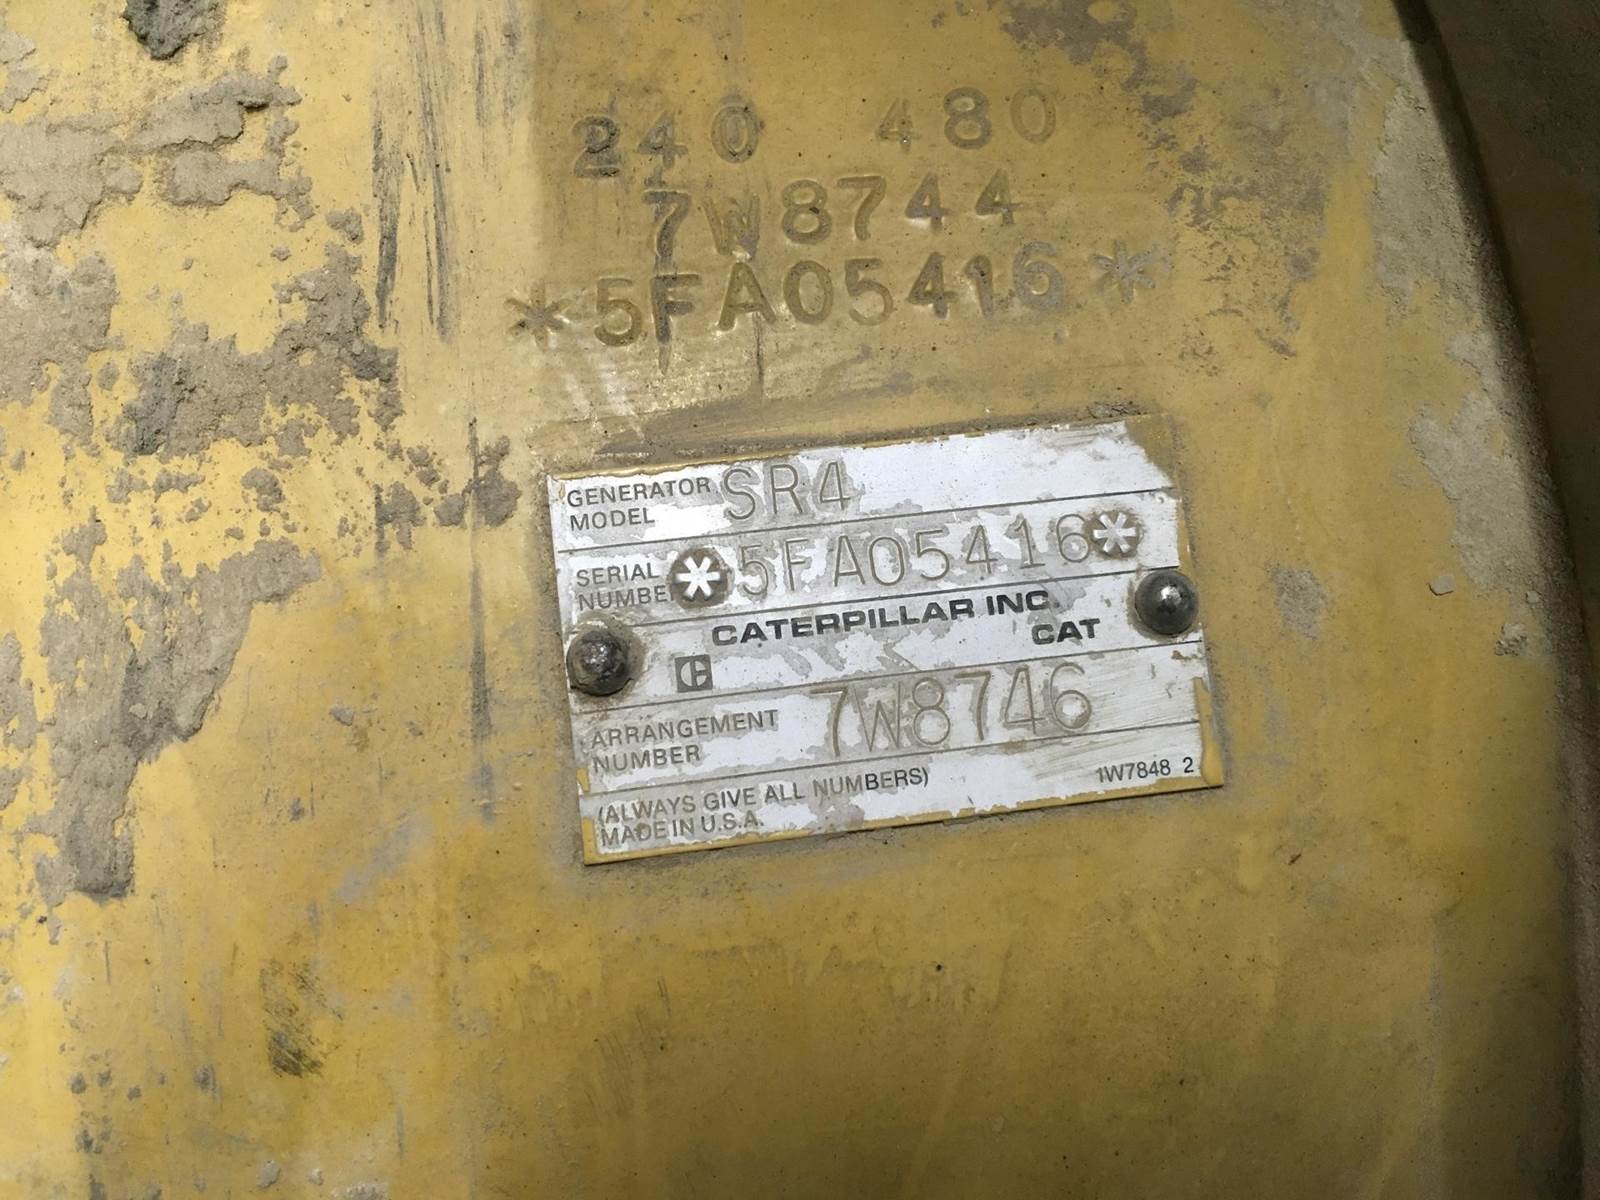 240 480
7W8744
*5FA05416*
GENERATOR MODEL SR4
SERIAL NUMBER *5FA05416*
CATERPILLAR INC.
CAT
ARRANGEMENT NUMBER 7W8746
(ALWAYS GIVE ALL NUMBERS)
MADE IN U.S.A.
1W7848 2